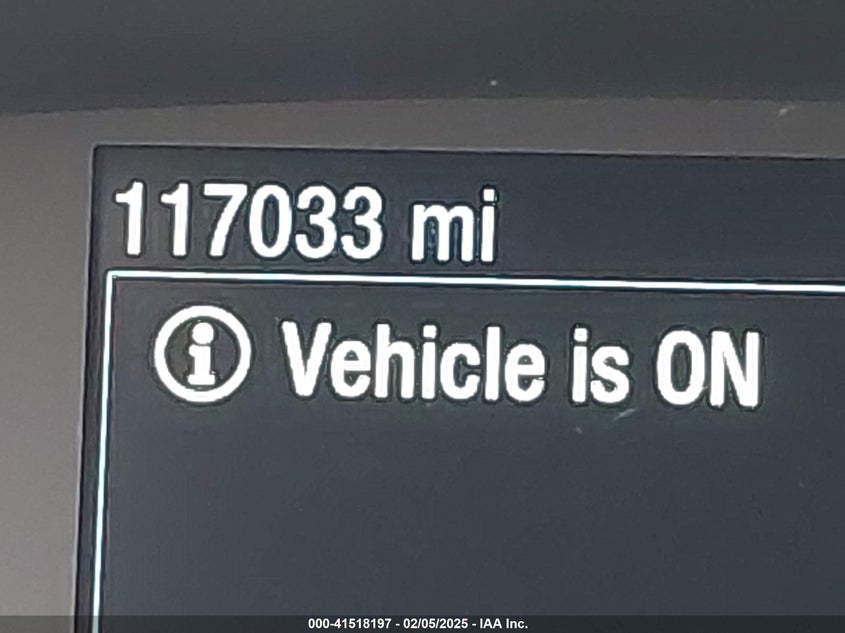 117033 mi
Vehicle is ON
000-41518197 - 02/05/2025 - IAA Inc.